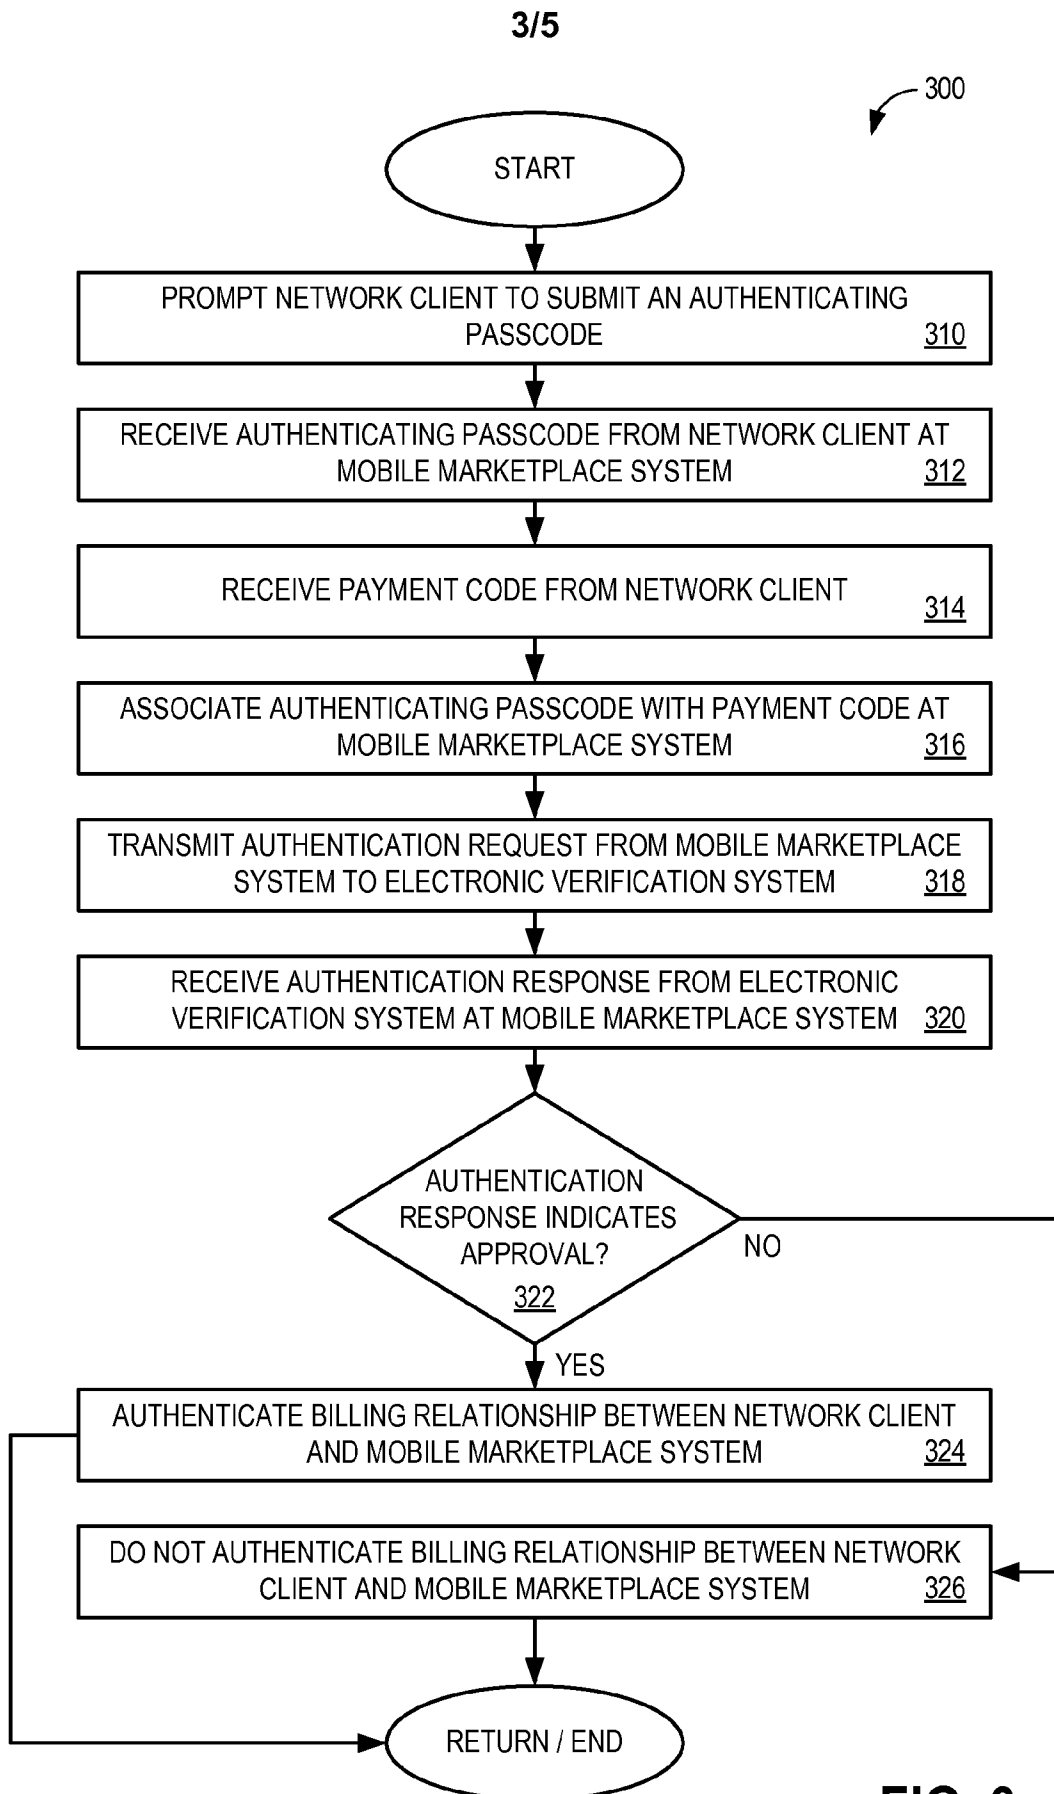 3/5
300
START
PROMPT NETWORK CLIENT TO SUBMIT AN AUTHENTICATING
PASSCODE 310
RECEIVE AUTHENTICATING PASSCODE FROM NETWORK CLIENT AT
MOBILE MARKETPLACE SYSTEM 312
RECEIVE PAYMENT CODE FROM NETWORK CLIENT
314
ASSOCIATE AUTHENTICATING PASSCODE WITH PAYMENT CODE AT
MOBILE MARKETPLACE SYSTEM 316
TRANSMIT AUTHENTICATION REQUEST FROM MOBILE MARKETPLACE
SYSTEM TO ELECTRONIC VERIFICATION SYSTEM 318
RECEIVE AUTHENTICATION RESPONSE FROM ELECTRONIC
VERIFICATION SYSTEM AT MOBILE MARKETPLACE SYSTEM 320
AUTHENTICATION
RESPONSE INDICATES
APPROVAL?
322
NO
YES
AUTHENTICATE BILLING RELATIONSHIP BETWEEN NETWORK CLIENT
AND MOBILE MARKETPLACE SYSTEM 324
DO NOT AUTHENTICATE BILLING RELATIONSHIP BETWEEN NETWORK
CLIENT AND MOBILE MARKETPLACE SYSTEM 326
RETURN / END